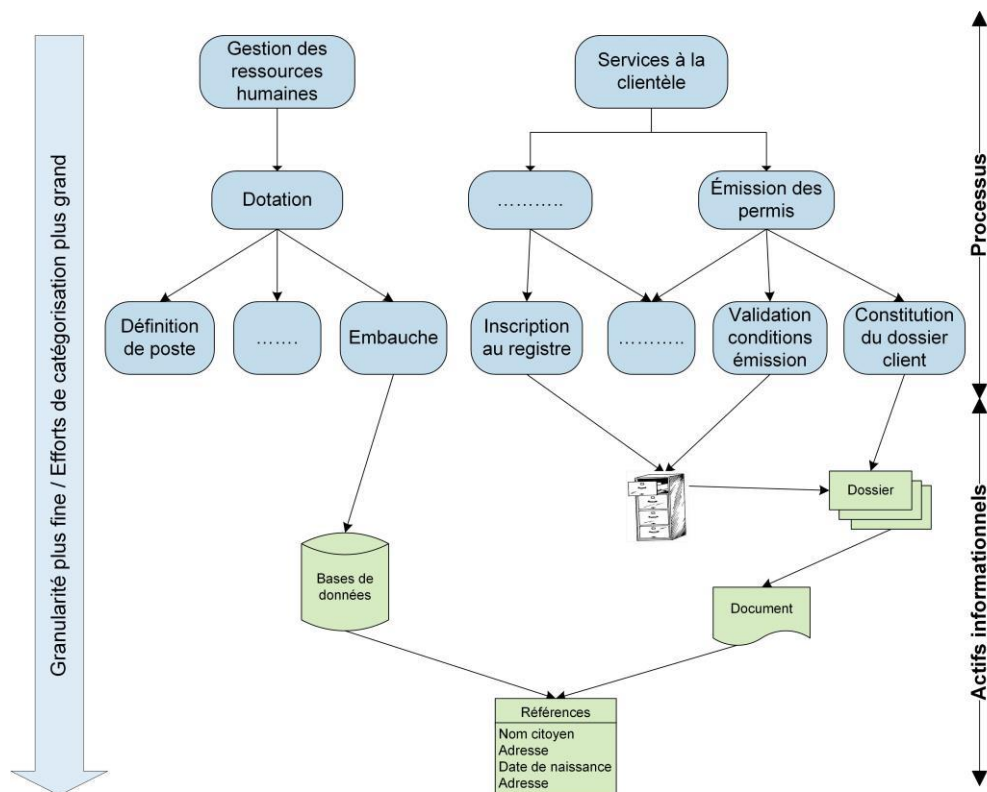 Gestion des
ressources
humaines
Services à la
clientèle
Dotation
………..
Émission des
permis
Définition
de poste
…….
Embauche
Inscription
au registre
………..
Validation
conditions
émission
Constitution
du dossier
client
Dossier
Bases de
données
Document
Références
Nom citoyen
Adresse
Date de naissance
Adresse
Granularité plus fine / Efforts de catégorisation plus grand
Processus
Actifs informationnels